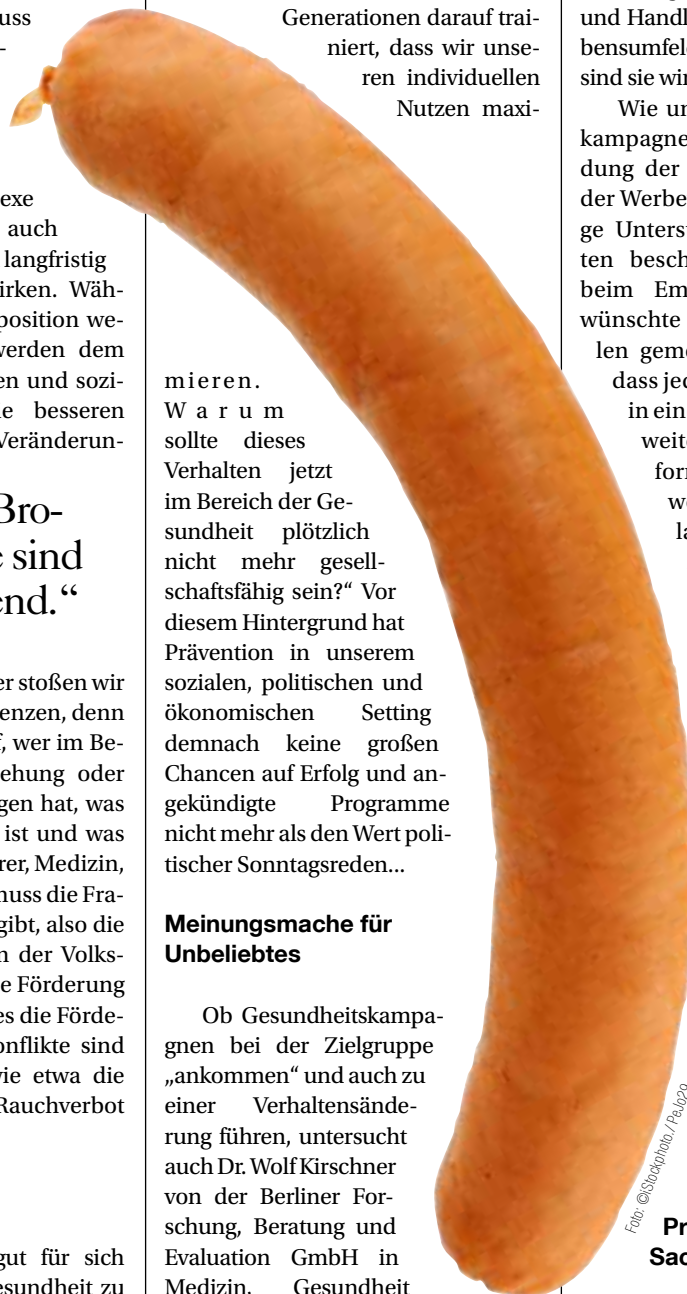 uss
-
exe
auch
langfristig
irken. Wäh-
position we-
werden dem
en und sozi-
e besseren
Veränderun-
Bro-
e sind
end.“
er stoßen wir
enzen, denn
f, wer im Be-
ehung oder
gen hat, was
ist und was
rer, Medizin,
muss die Fra-
gibt, also die
n der Volks-
e Förderung
es die Förde-
onflikte sind
wie etwa die
Rauchverbot
gut für sich
esundheit zu
Generationen darauf trai-
niert, dass wir unse-
ren individuellen
Nutzen maxi-
mieren.
Warum
sollte dieses
Verhalten jetzt
im Bereich der Ge-
sundheit plötzlich
nicht mehr gesell-
schaftsfähig sein?“ Vor
diesem Hintergrund hat
Prävention in unserem
sozialen, politischen und
ökonomischen Setting
demnach keine großen
Chancen auf Erfolg und an-
gekündigte Programme
nicht mehr als den Wert poli-
tischer Sonntagsreden...
Meinungsmache für
Unbeliebtes
Ob Gesundheitskampa-
gnen bei der Zielgruppe
„ankommen“ und auch zu
einer Verhaltensände-
rung führen, untersucht
auch Dr. Wolf Kirschner
von der Berliner For-
schung, Beratung und
Evaluation GmbH in
Medizin, Gesundheit
und Handl
bensumfel
sind sie wir
Wie ur
kampagne
dung der
der Werbe
ge Unters
ten besch
beim Em
wünschte
len geme
dass jec
in ein
weite
for
we
la
Foto: ©iStockphoto./ PeJo29
Pr
Sac